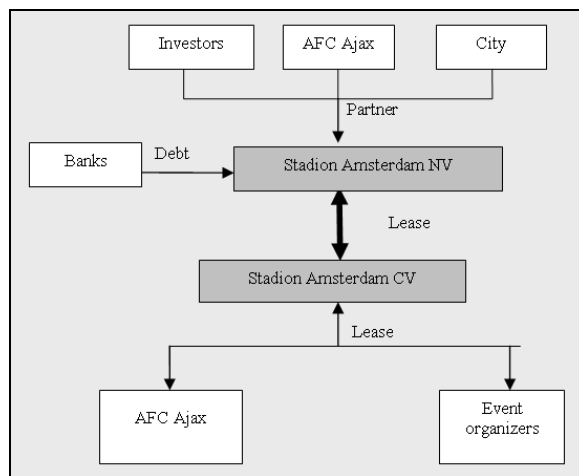 Investors
AFC Ajax
City
Partner
Banks
Debt
Stadion Amsterdam NV
Lease
Stadion Amsterdam CV
Lease
AFC Ajax
Event
organizers